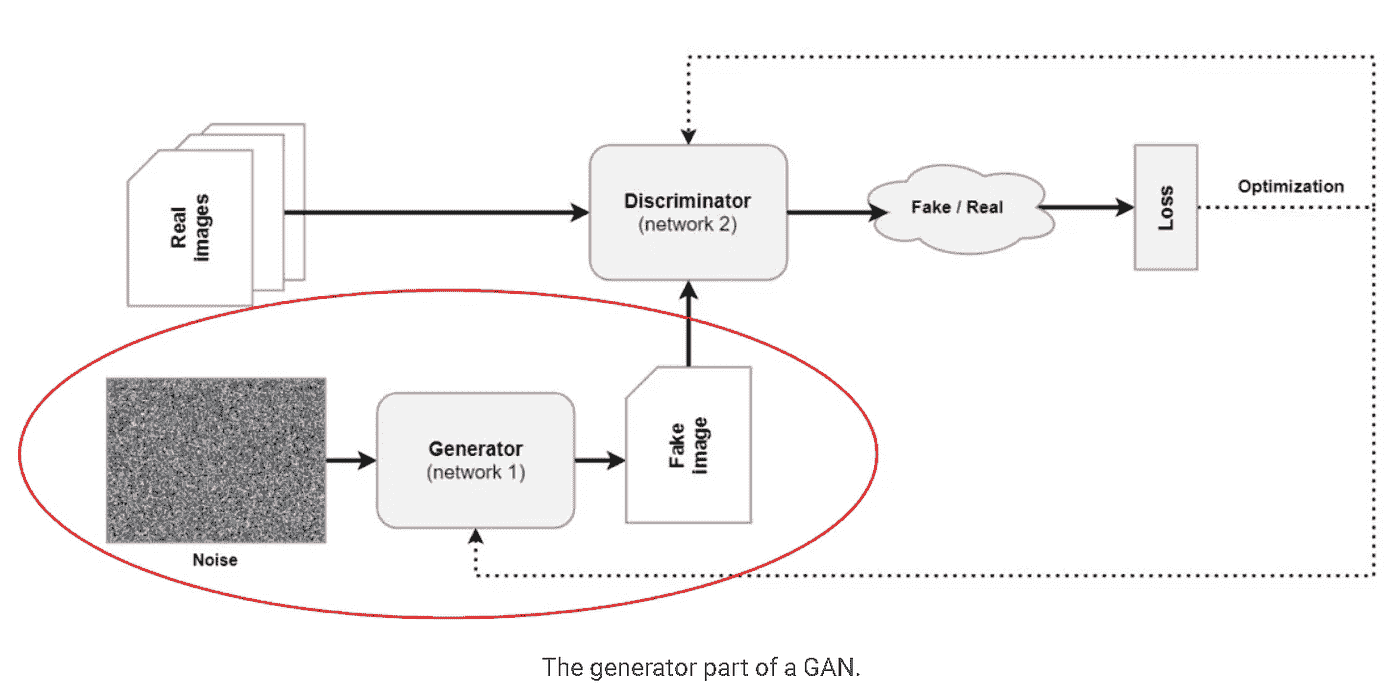 Real
images
Discriminator
(network 2)
Fake / Real
Loss
Optimization
Noise
Generator
(network 1)
Fake
image
The generator part of a GAN.